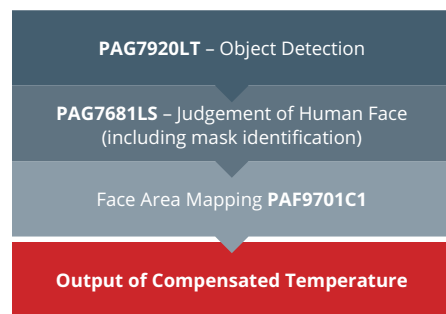 PAG7920LT – Object Detection
PAG7681LS – Judgement of Human Face
(including mask identification)
Face Area Mapping PAF9701C1
Output of Compensated Temperature